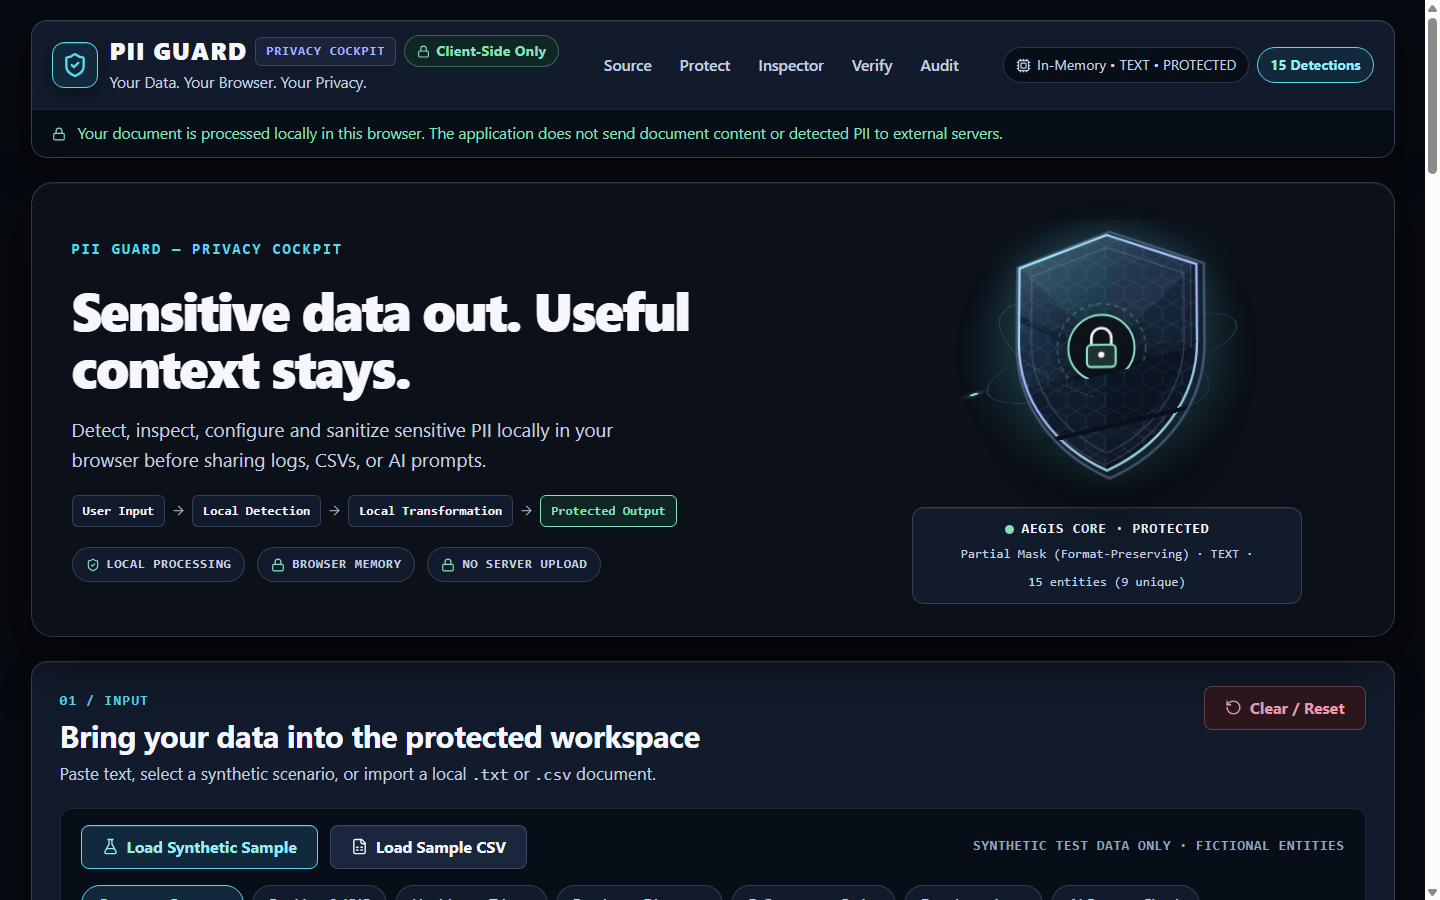 PII GUARD PRIVACY COCKPIT Client-Side Only
Your Data. Your Browser. Your Privacy.
Source Protect Inspector Verify Audit
In-Memory • TEXT • PROTECTED 15 Detections
Your document is processed locally in this browser. The application does not send document content or detected PII to external servers.
PII GUARD — PRIVACY COCKPIT
Sensitive data out. Useful
context stays.
Detect, inspect, configure and sanitize sensitive PII locally in your
browser before sharing logs, CSVs, or AI prompts.
User Input → Local Detection → Local Transformation → Protected Output
LOCAL PROCESSING BROWSER MEMORY NO SERVER UPLOAD
AEGIS CORE · PROTECTED
Partial Mask (Format-Preserving) · TEXT ·
15 entities (9 unique)
01 / INPUT
Bring your data into the protected workspace
Paste text, select a synthetic scenario, or import a local .txt or .csv document.
Clear / Reset
Load Synthetic Sample Load Sample CSV
SYNTHETIC TEST DATA ONLY · FICTIONAL ENTITIES